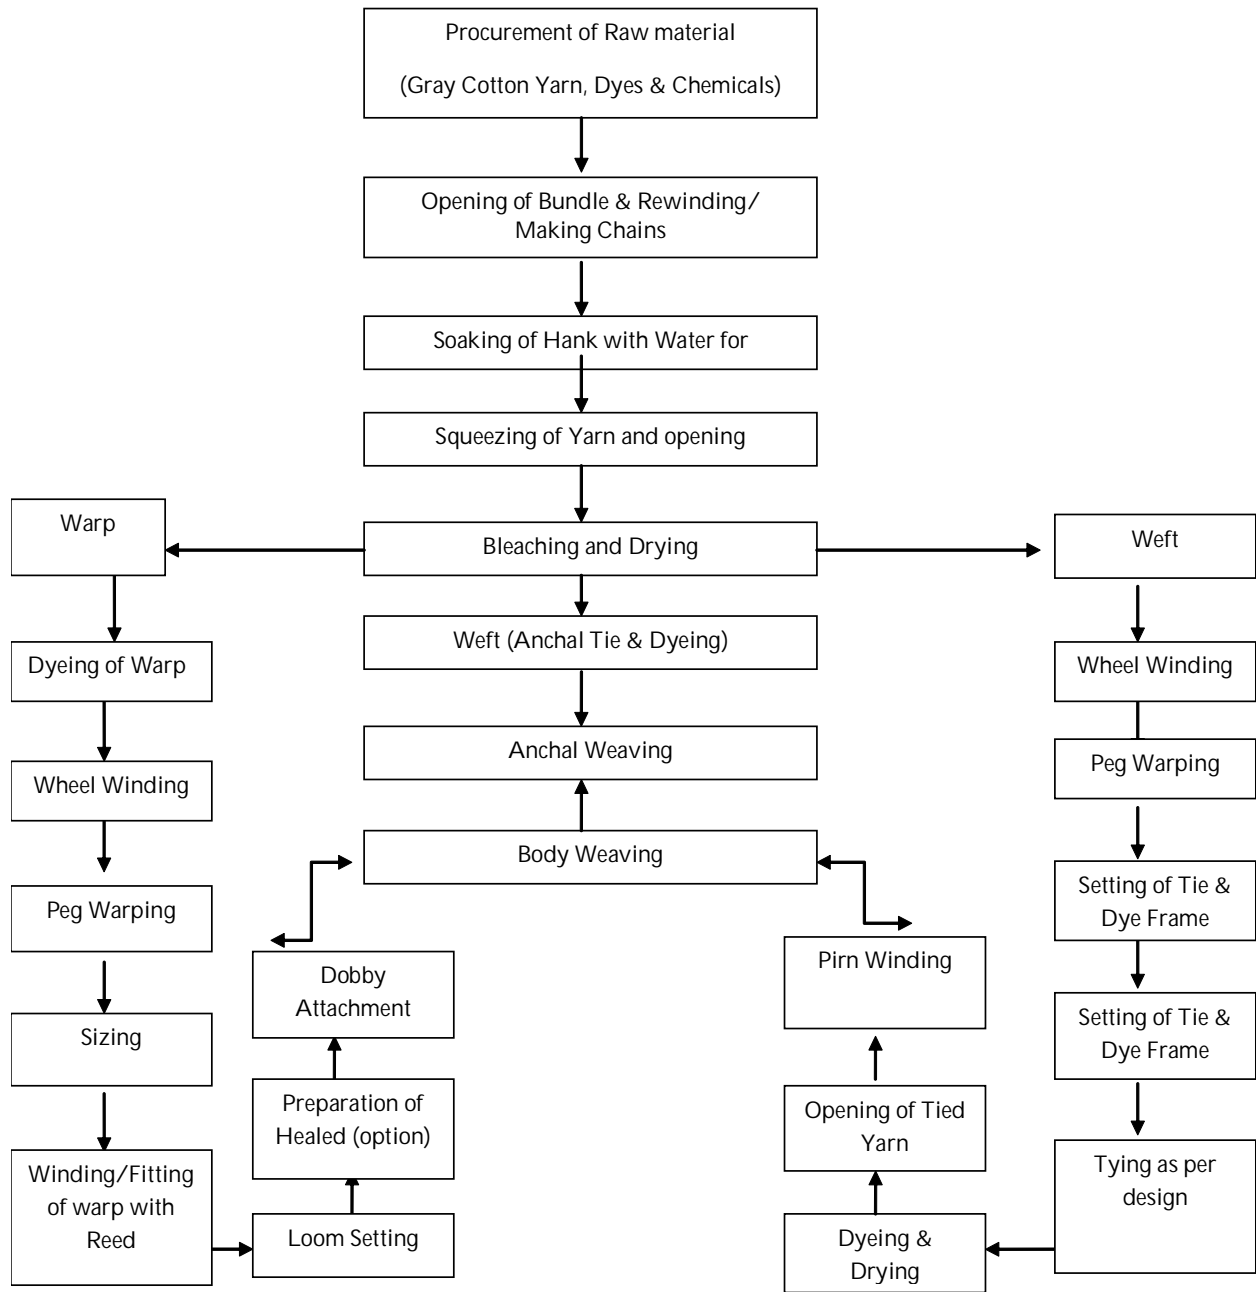 Procurement of Raw material
(Gray Cotton Yarn, Dyes & Chemicals)
Opening of Bundle & Rewinding/
Making Chains
Soaking of Hank with Water for
Squeezing of Yarn and opening
Bleaching and Drying
Warp
Dyeing of Warp
Wheel Winding
Peg Warping
Sizing
Winding/Fitting
of warp with
Reed
Loom Setting
Preparation of
Healed (option)
Dobby
Attachment
Weft (Anchal Tie & Dyeing)
Anchal Weaving
Body Weaving
Weft
Wheel Winding
Peg Warping
Setting of Tie &
Dye Frame
Setting of Tie &
Dye Frame
Tying as per
design
Dyeing &
Drying
Opening of Tied
Yarn
Pirn Winding